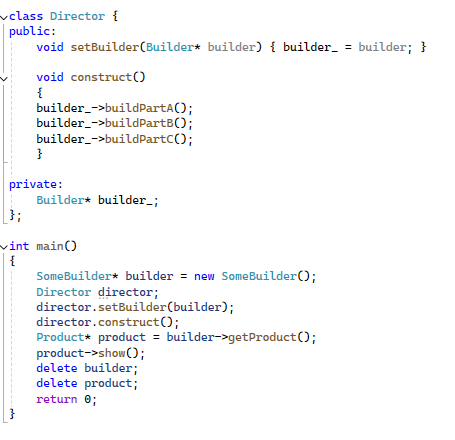 class Director {
public:
    void setBuilder(Builder* builder) { builder_ = builder; }

    void construct()
    {
    builder_->buildPartA();
    builder_->buildPartB();
    builder_->buildPartC();
    }

private:
    Builder* builder_;
};

int main()
{
    SomeBuilder* builder = new SomeBuilder();
    Director director;
    director.setBuilder(builder);
    director.construct();
    Product* product = builder->getProduct();
    product->show();
    delete builder;
    delete product;
    return 0;
}